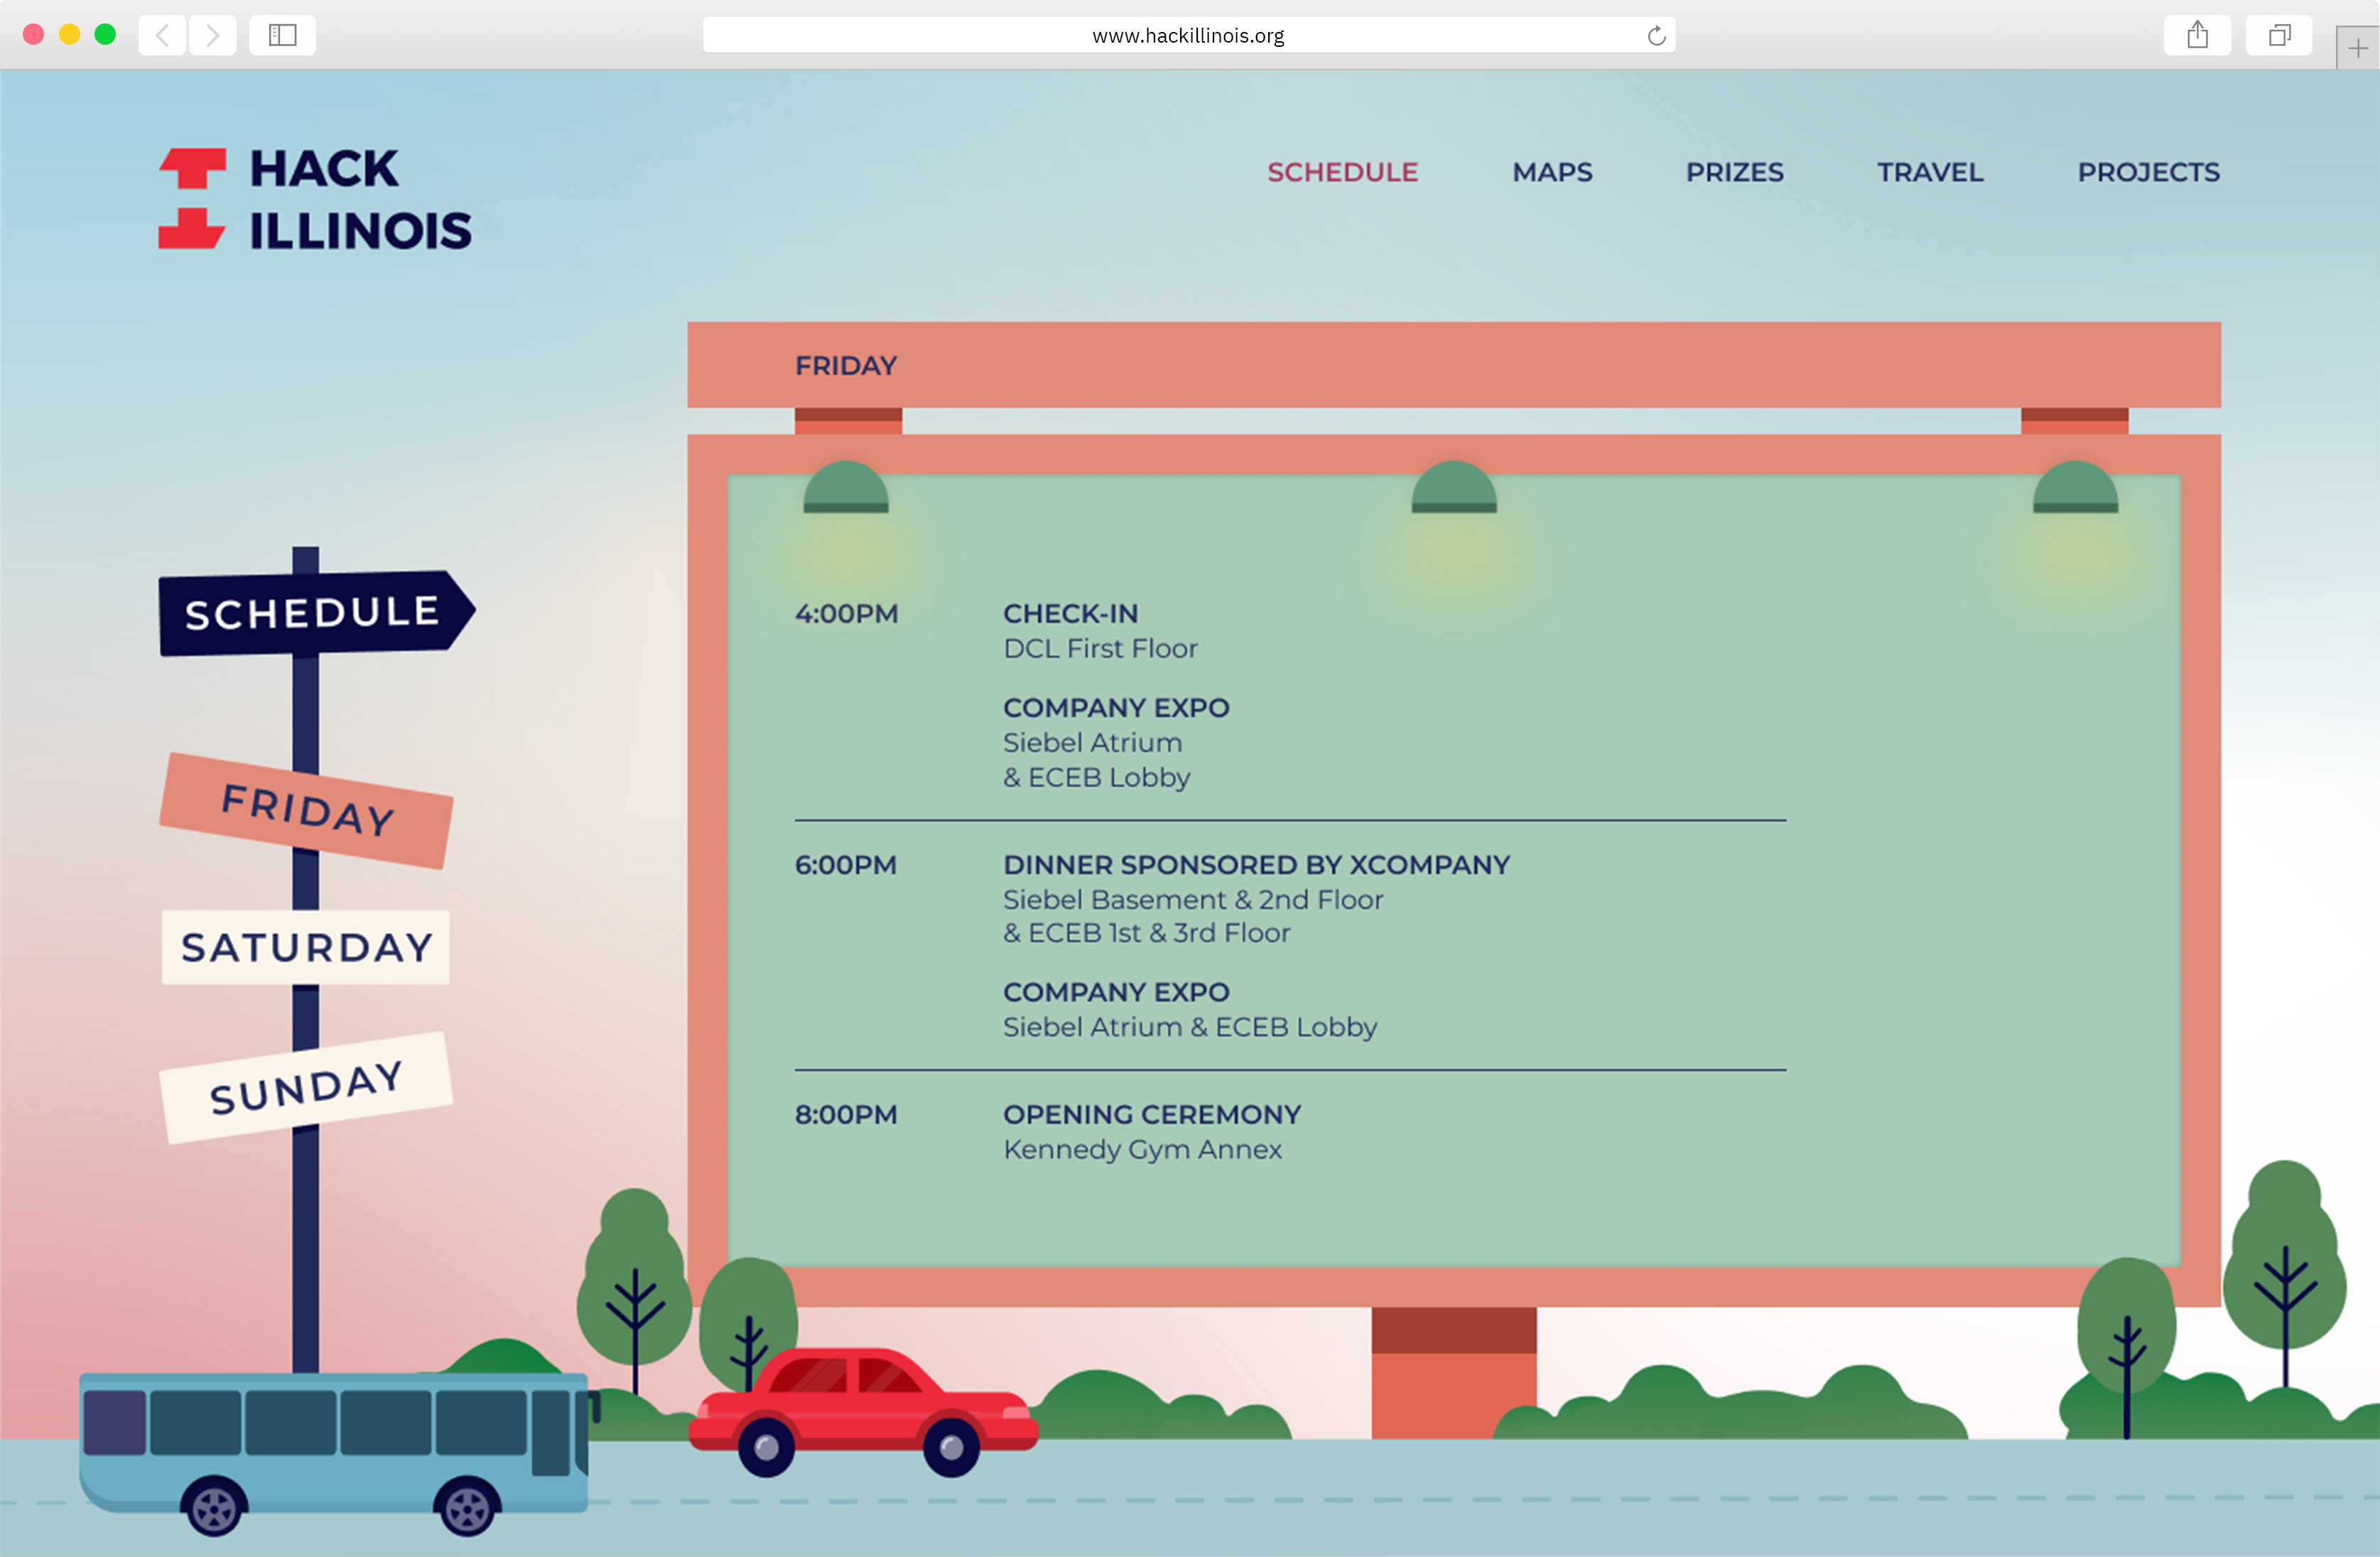 www.hackillinois.org
HACK
ILLINOIS
SCHEDULE
MAPS
PRIZES
TRAVEL
PROJECTS
SCHEDULE
FRIDAY
SATURDAY
SUNDAY
FRIDAY
4:00PM
CHECK-IN
DCL First Floor
COMPANY EXPO
Siebel Atrium
& ECEB Lobby
6:00PM
DINNER SPONSORED BY XCOMPANY
Siebel Basement & 2nd Floor
& ECEB 1st & 3rd Floor
COMPANY EXPO
Siebel Atrium & ECEB Lobby
8:00PM
OPENING CEREMONY
Kennedy Gym Annex